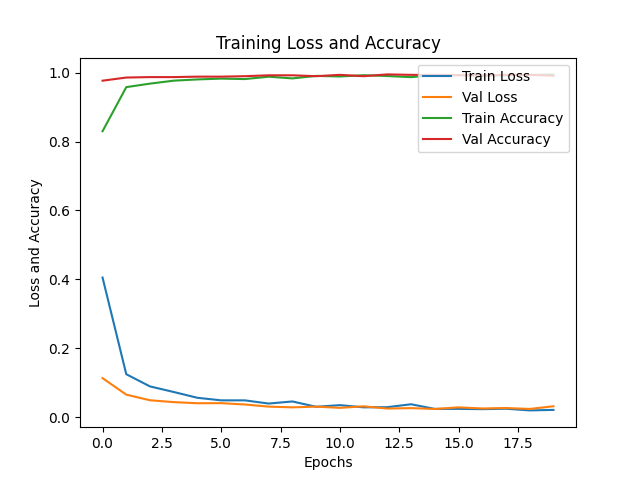 Training Loss and Accuracy
Loss and Accuracy
1.0
0.8
0.6
0.4
0.2
0.0
Train Loss
Val Loss
Train Accuracy
Val Accuracy
0.0 2.5 5.0 7.5 10.0 12.5 15.0 17.5
Epochs